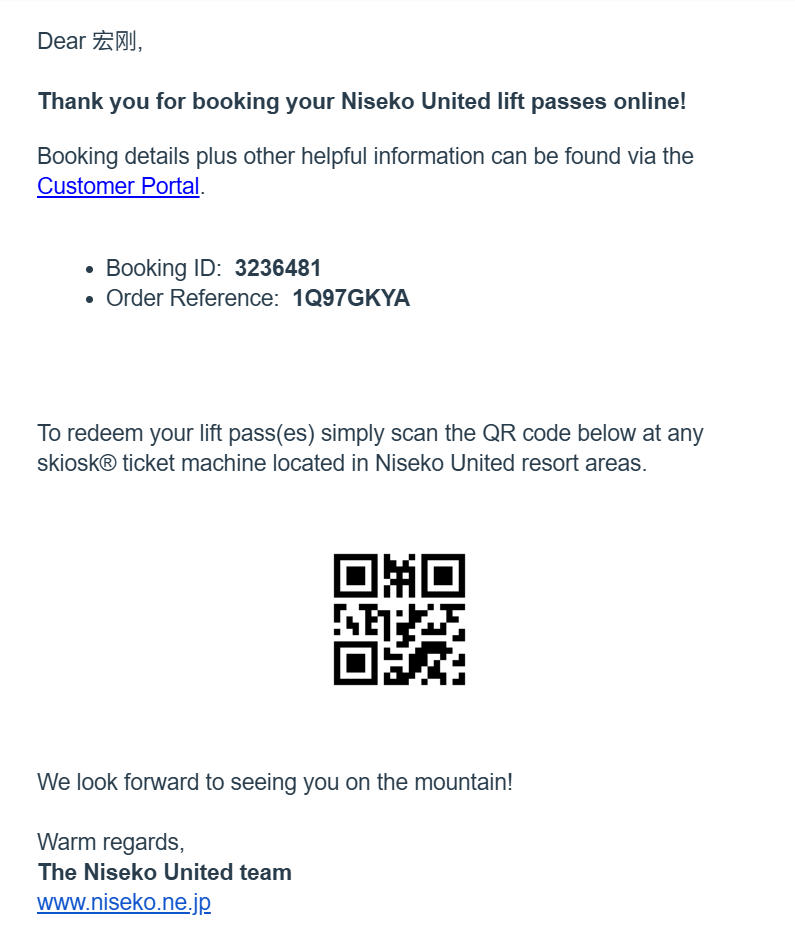 Dear 宏刚,
Thank you for booking your Niseko United lift passes online!
Booking details plus other helpful information can be found via the
Customer Portal.
• Booking ID: 3236481
• Order Reference: 1Q97GKYA
To redeem your lift pass(es) simply scan the QR code below at any
skiosk® ticket machine located in Niseko United resort areas.
We look forward to seeing you on the mountain!
Warm regards,
The Niseko United team
www.niseko.ne.jp